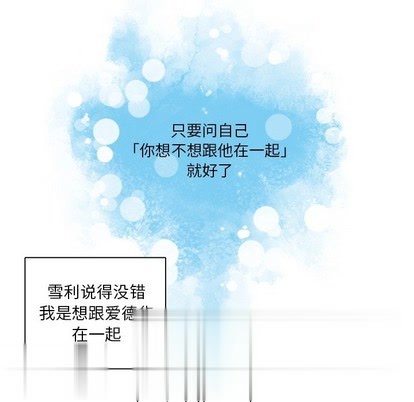 只要问自己
「你想不想跟他在一起」
就好了
雪利说得没错
我是想跟爱德华
在一起